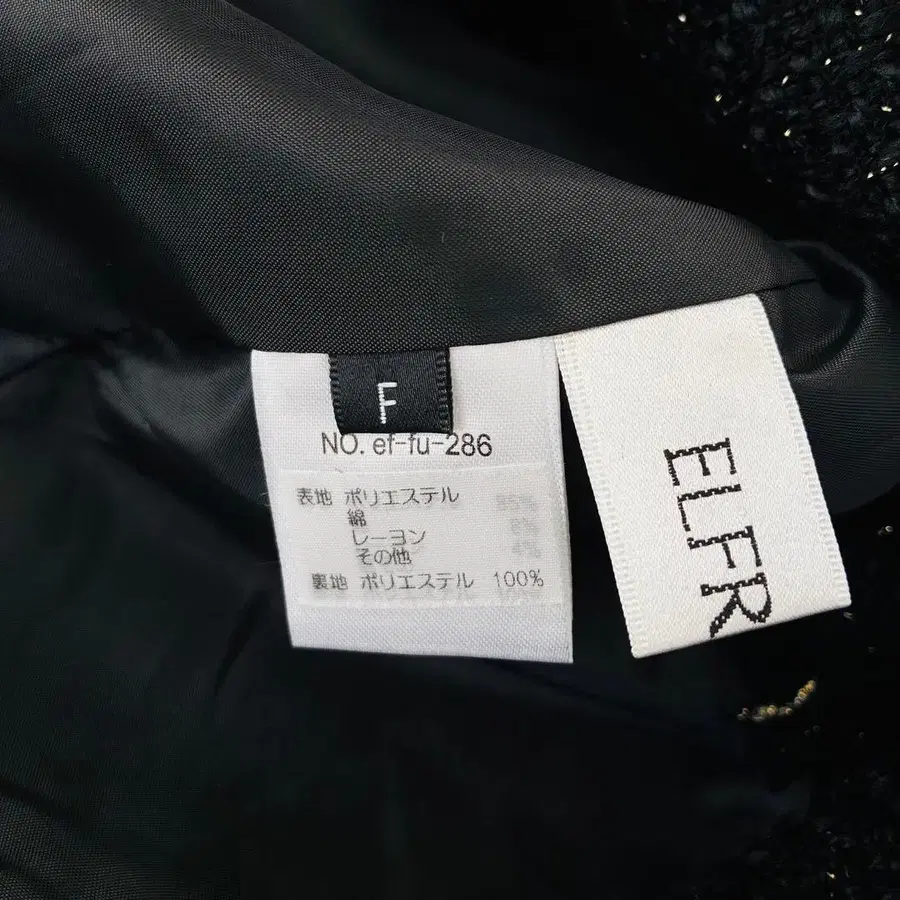 F
NO. ef-fu-286
表地 ポリエステル
綿
レーヨン
その他
裏地 ポリエステル 100%
ELFR